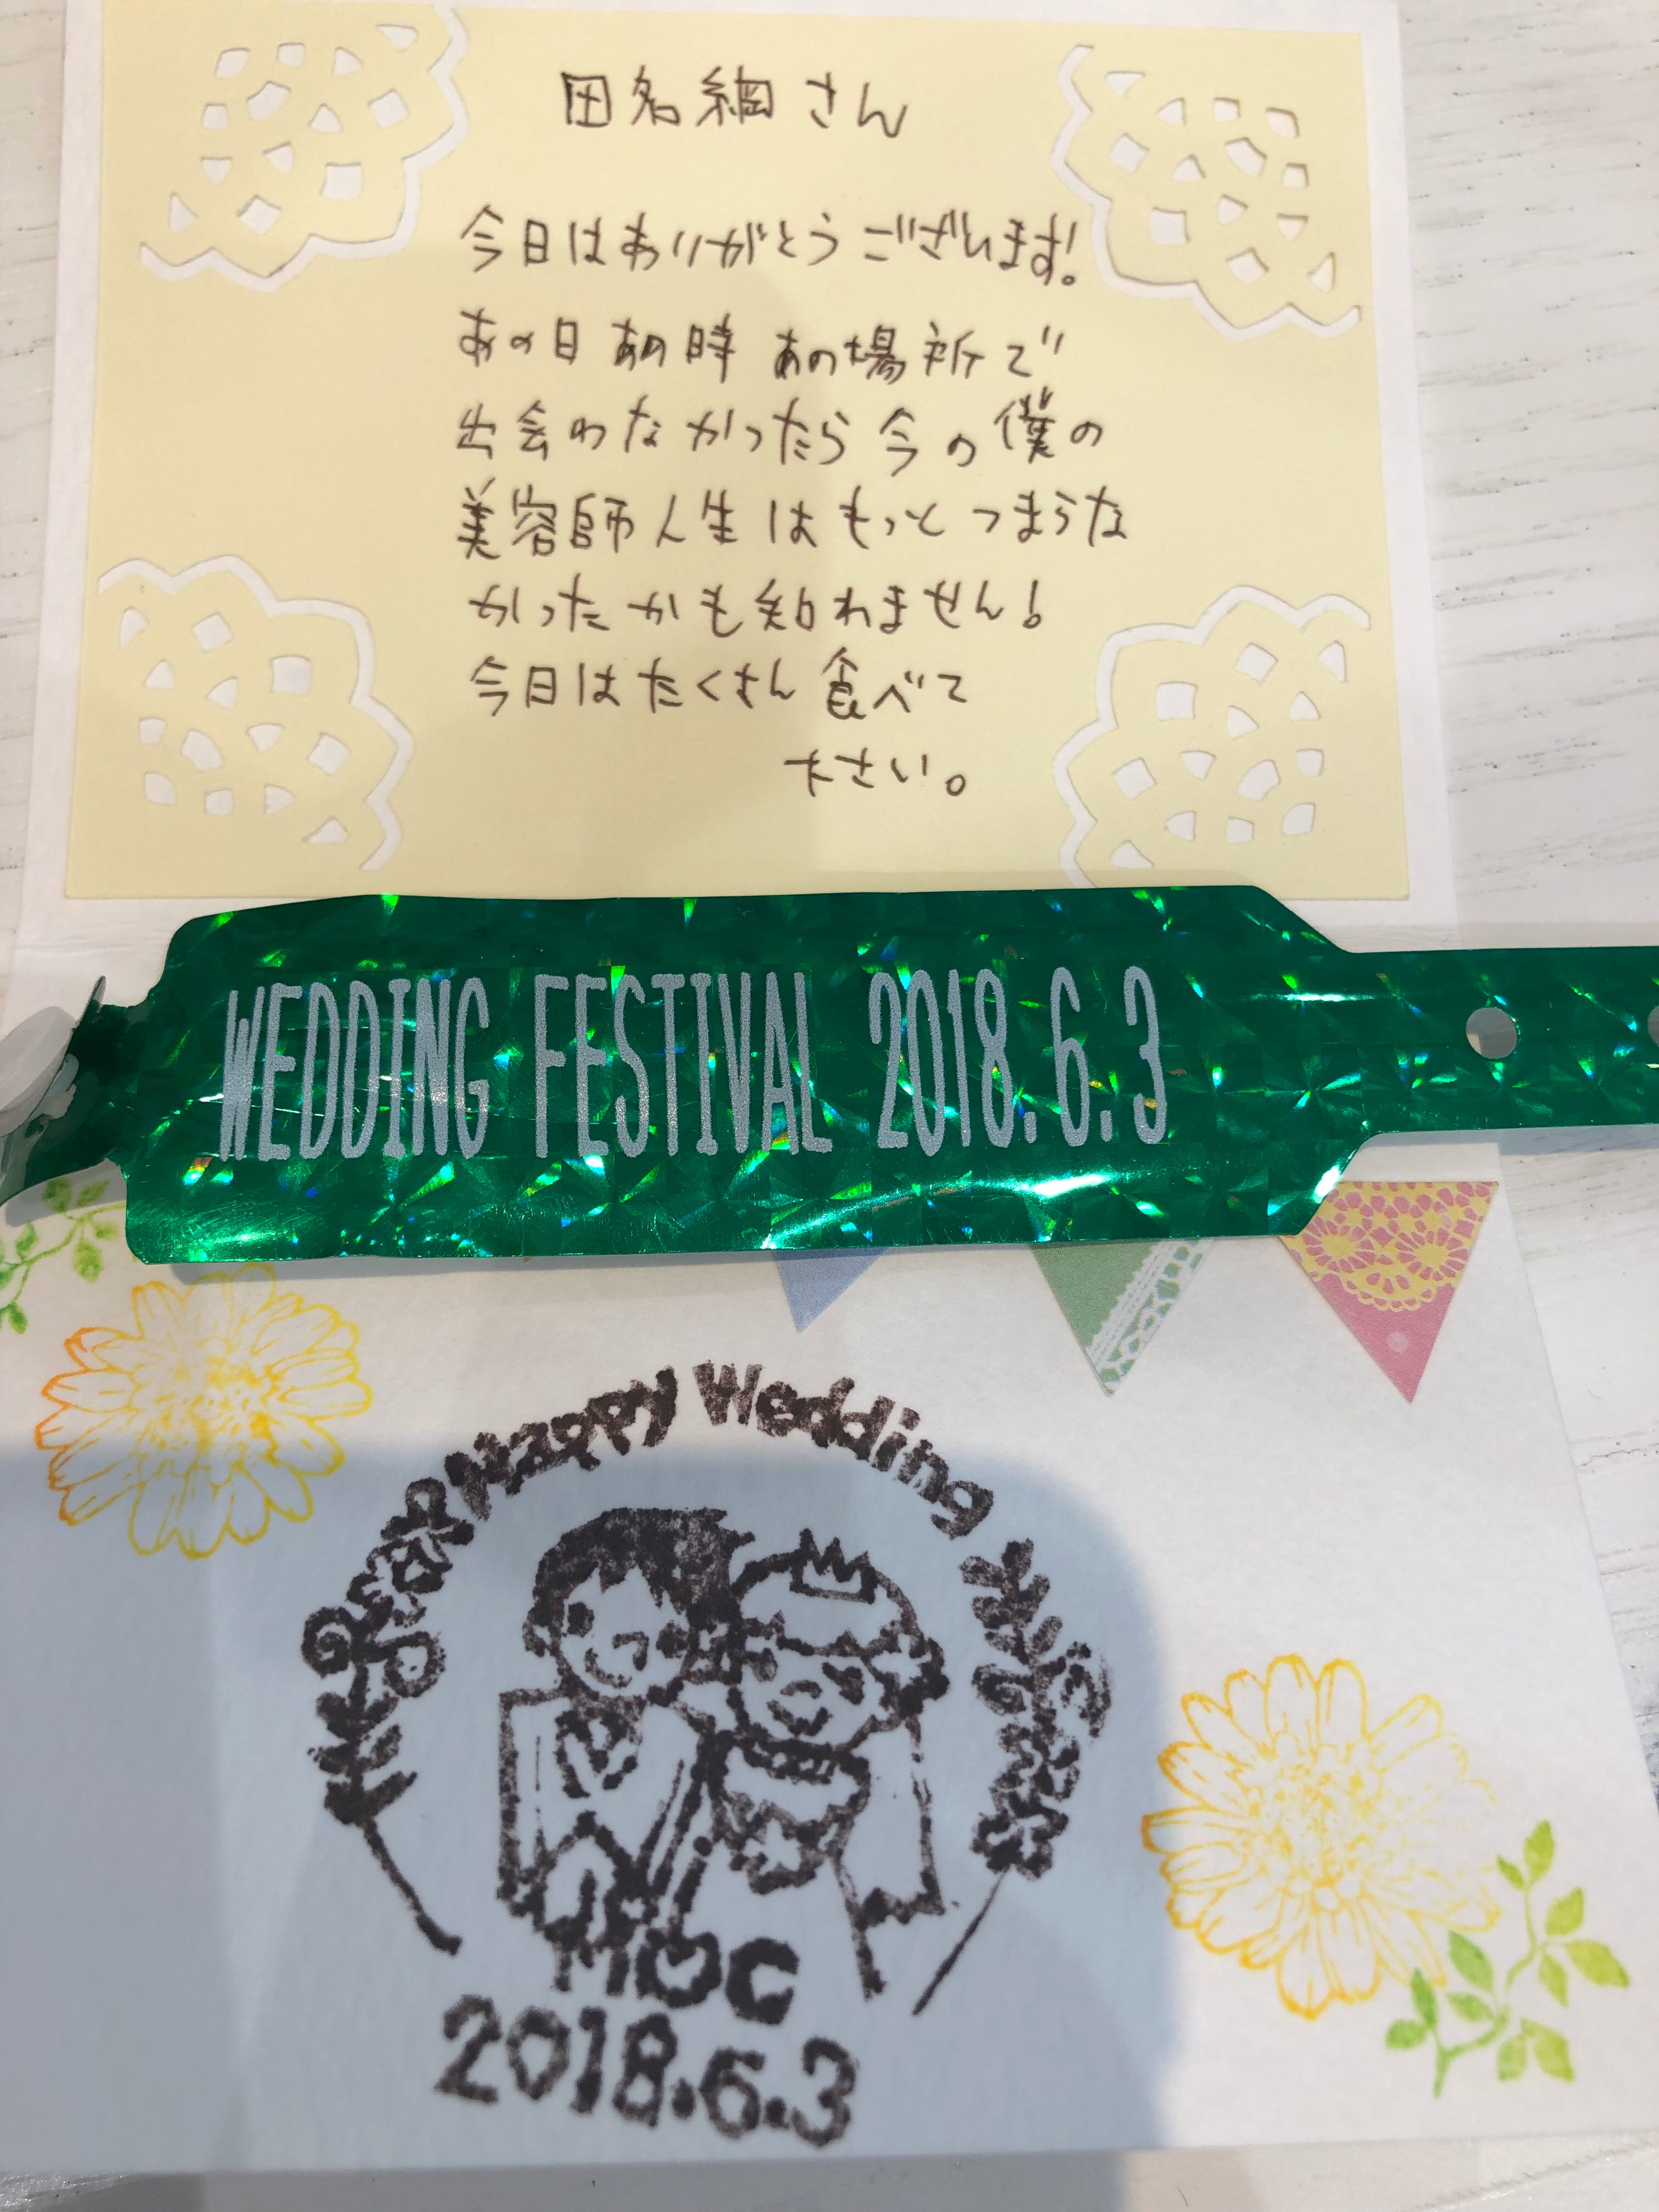 田名綱さん
今日はありがとうございます!
あの日あの時あの場所で
出会わなかったら今の僕の
美容師人生はもっとつまらな
かったかも知れません!
今日はたくさん食べて
下さい。
WEDDING FESTIVAL 2018.6.3
Happy Wedding
2018.6.3